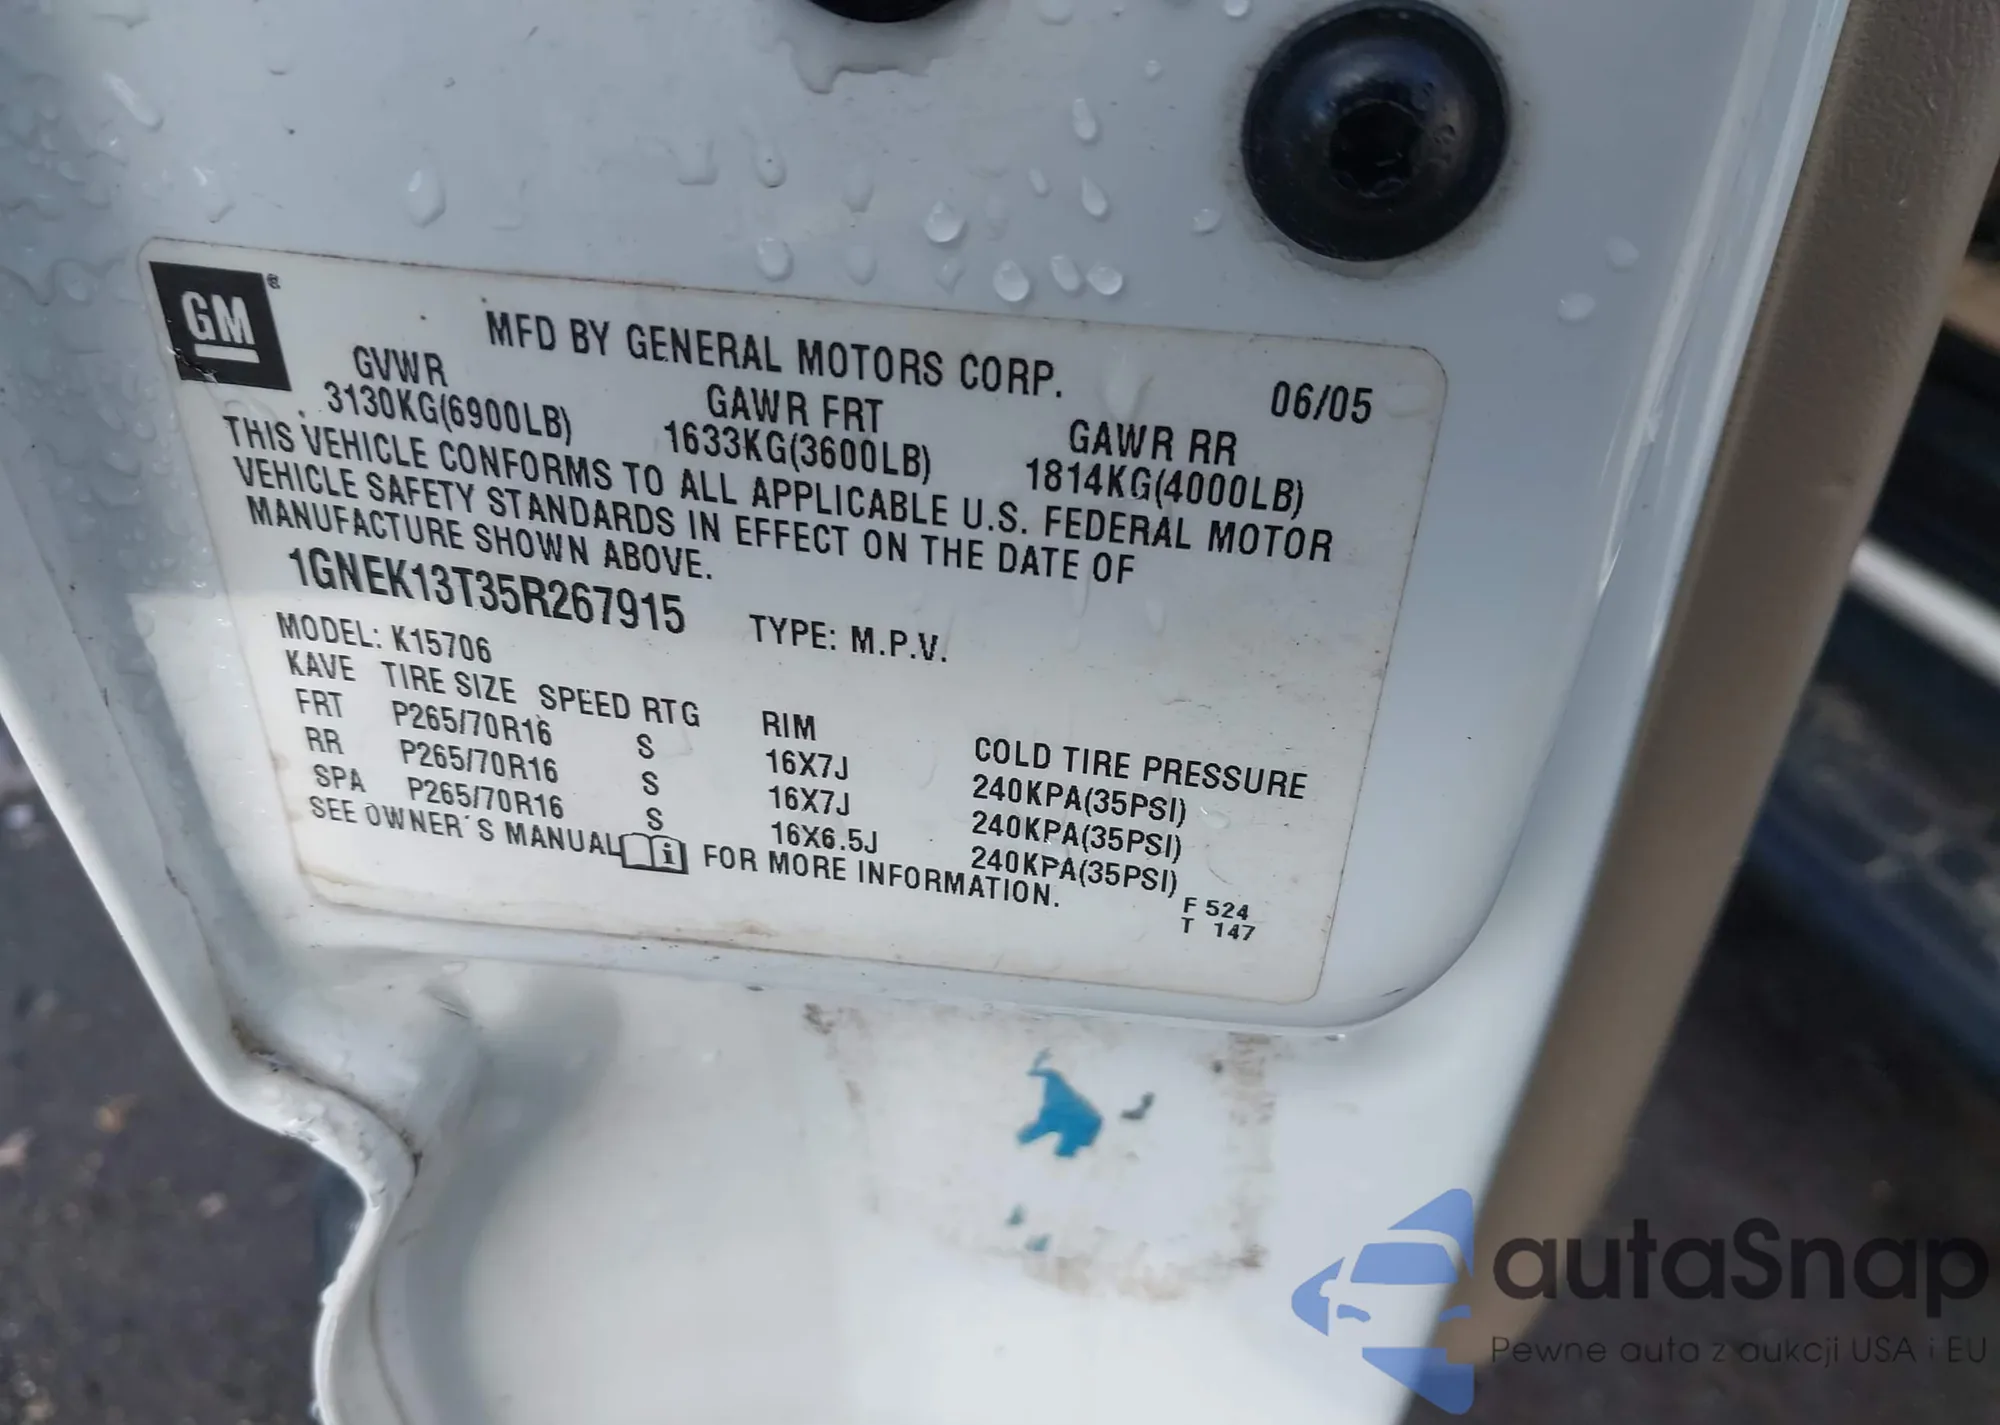 GM ®
MFD BY GENERAL MOTORS CORP. 06/05
GVWR GAWR FRT GAWR RR
3130KG(6900LB) 1633KG(3600LB) 1814KG(4000LB)
THIS VEHICLE CONFORMS TO ALL APPLICABLE U.S. FEDERAL MOTOR
VEHICLE SAFETY STANDARDS IN EFFECT ON THE DATE OF
MANUFACTURE SHOWN ABOVE.
1GNEK13T35R267915 TYPE: M.P.V.
MODEL: K15706
KAVE TIRE SIZE SPEED RTG RIM COLD TIRE PRESSURE
FRT P265/70R16 S 16X7J 240KPA(35PSI)
RR P265/70R16 S 16X7J 240KPA(35PSI)
SPA P265/70R16 S 16X6.5J 240KPA(35PSI)
SEE OWNER'S MANUAL i FOR MORE INFORMATION.
F 524
T 147
autaSnap
Pewne auta z aukcji USA i EU